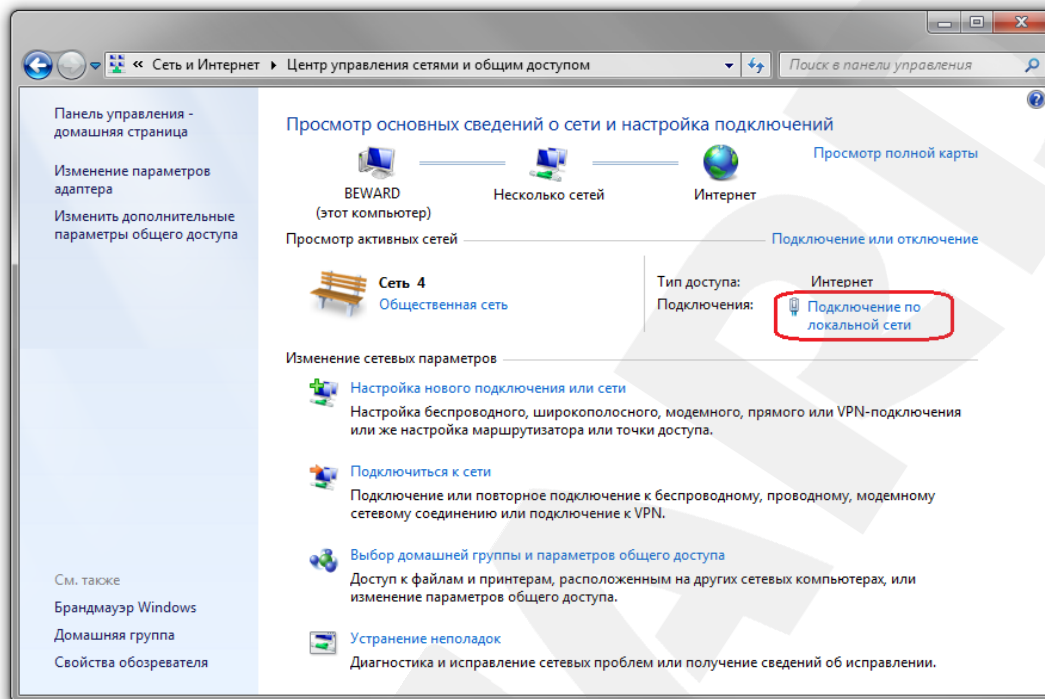 « Сеть и Интернет ▸ Центр управления сетями и общим доступом
Поиск в панели управления
Панель управления -
домашняя страница
Изменение параметров
адаптера
Изменить дополнительные
параметры общего доступа
Просмотр основных сведений о сети и настройка подключений
Просмотр полной карты
BEWARD
(этот компьютер)
Несколько сетей
Интернет
Просмотр активных сетей
Подключение или отключение
Сеть 4
Общественная сеть
Тип доступа: Интернет
Подключения: Подключение по
локальной сети
Изменение сетевых параметров
Настройка нового подключения или сети
Настройка беспроводного, широкополосного, модемного, прямого или VPN-подключения
или же настройка маршрутизатора или точки доступа.
Подключиться к сети
Подключение или повторное подключение к беспроводному, проводному, модемному
сетевому соединению или подключение к VPN.
Выбор домашней группы и параметров общего доступа
Доступ к файлам и принтерам, расположенным на других сетевых компьютерах, или
изменение параметров общего доступа.
Устранение неполадок
Диагностика и исправление сетевых проблем или получение сведений об исправлении.
См. также
Брандмауэр Windows
Домашняя группа
Свойства обозревателя